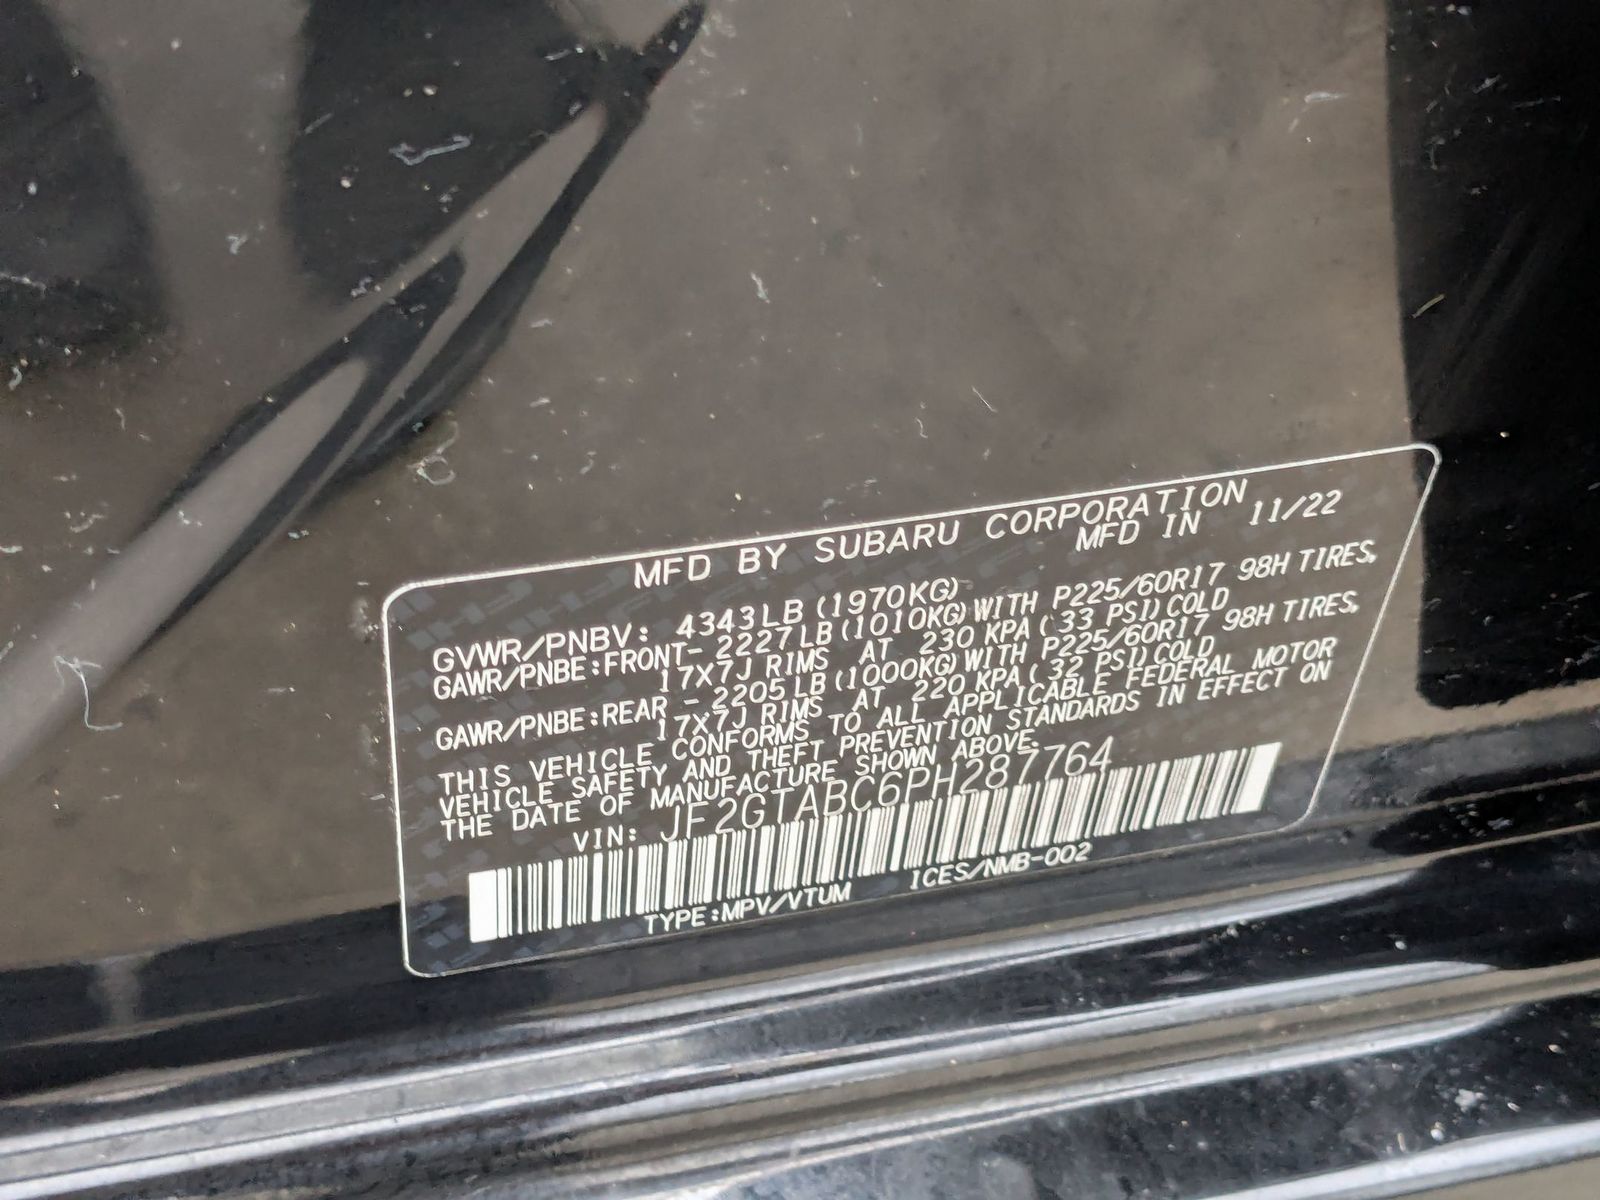 MFD BY SUBARU CORPORATION
MFD IN 11/22
GVWR/PNBV: 4343LB (1970KG)
GAWR/PNBE:FRONT- 2227LB (1010KG) WITH P225/60R17 98H TIRES,
17X7J RIMS AT 230 KPA ( 33 PSI) COLD
GAWR/PNBE:REAR - 2205LB (1000KG) WITH P225/60R17 98H TIRES,
17X7J RIMS AT 220 KPA ( 32 PSI) COLD
THIS VEHICLE CONFORMS TO ALL APPLICABLE FEDERAL MOTOR
VEHICLE SAFETY AND THEFT PREVENTION STANDARDS IN EFFECT ON
THE DATE OF MANUFACTURE SHOWN ABOVE.
VIN: JF2GTABC6PH287764
TYPE:MPV/VTUM ICES/NMB-002